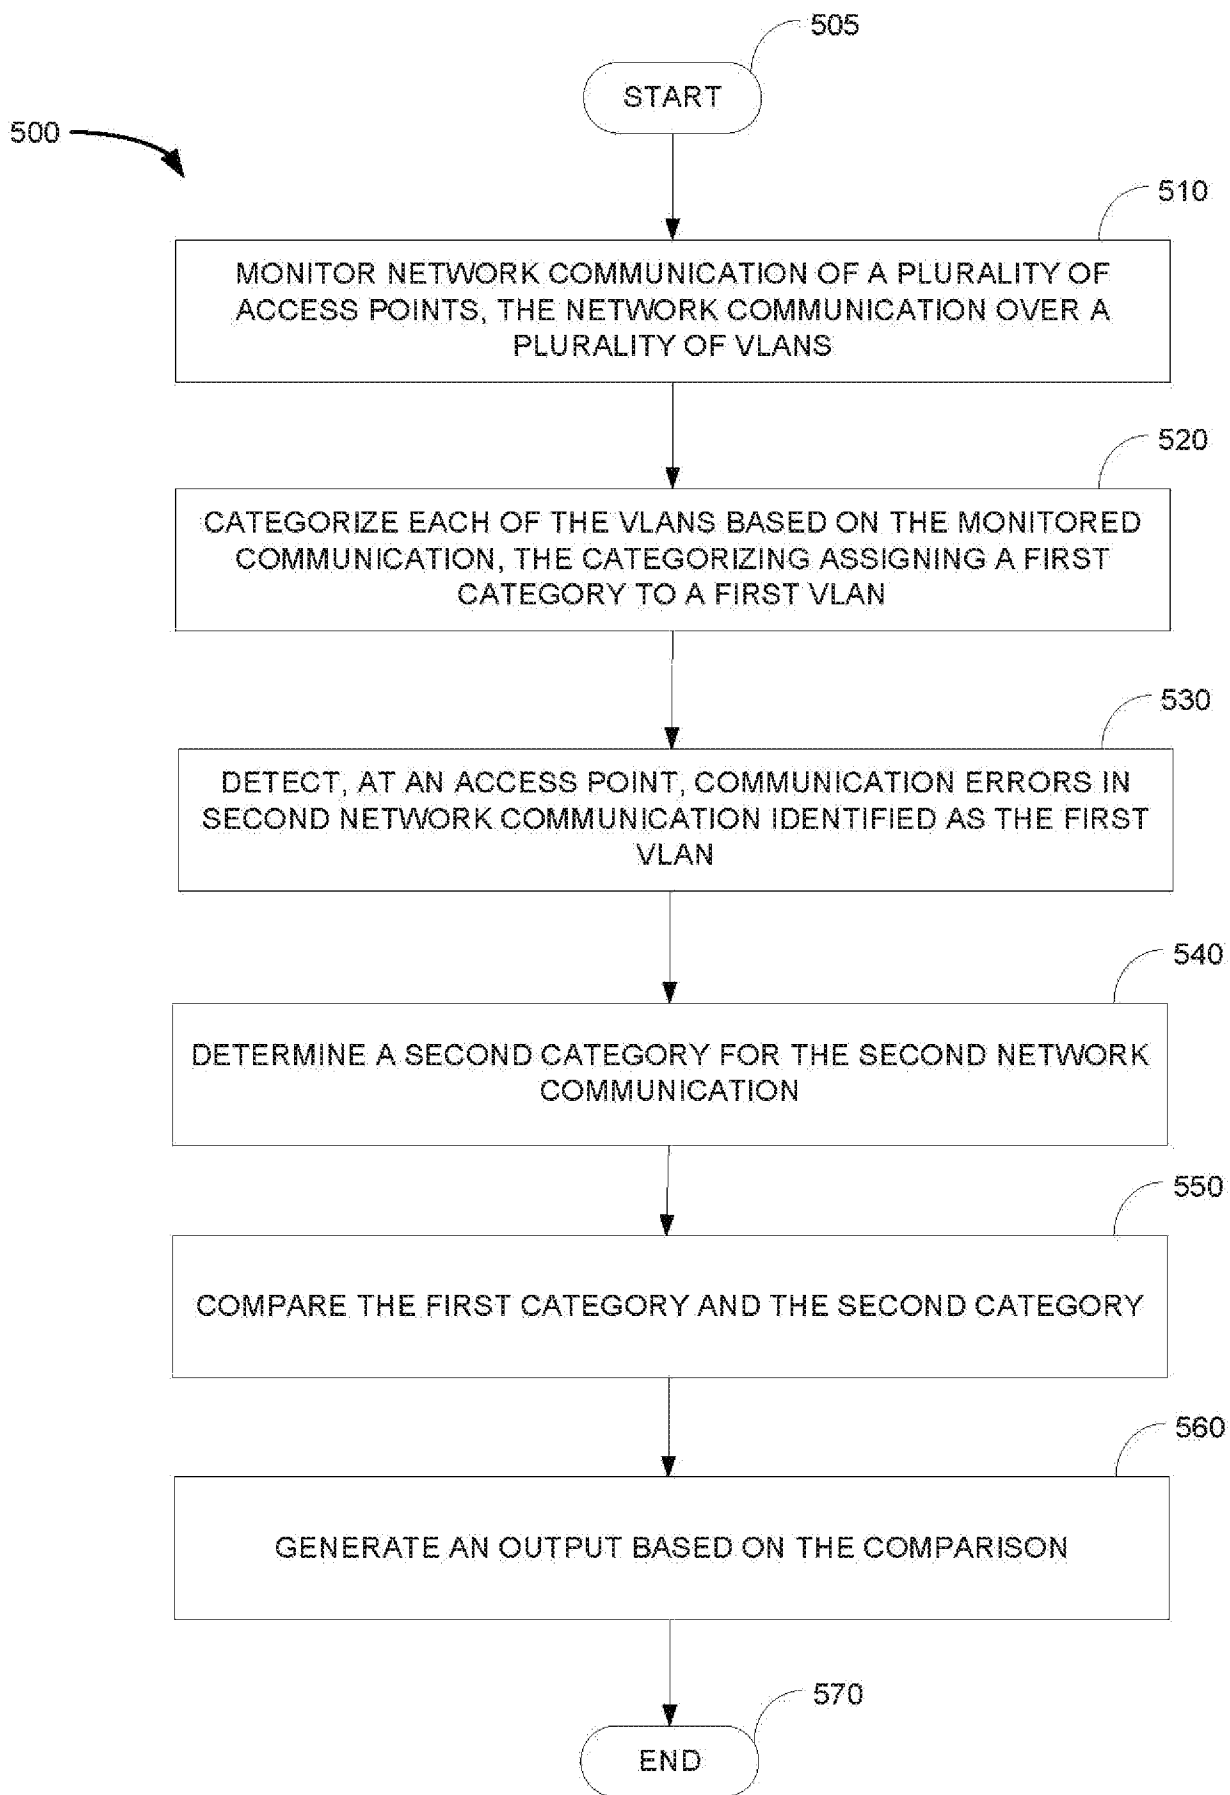 505
START
500
510
MONITOR NETWORK COMMUNICATION OF A PLURALITY OF
ACCESS POINTS, THE NETWORK COMMUNICATION OVER A
PLURALITY OF VLANS
520
CATEGORIZE EACH OF THE VLANS BASED ON THE MONITORED
COMMUNICATION, THE CATEGORIZING ASSIGNING A FIRST
CATEGORY TO A FIRST VLAN
530
DETECT, AT AN ACCESS POINT, COMMUNICATION ERRORS IN
SECOND NETWORK COMMUNICATION IDENTIFIED AS THE FIRST
VLAN
540
DETERMINE A SECOND CATEGORY FOR THE SECOND NETWORK
COMMUNICATION
550
COMPARE THE FIRST CATEGORY AND THE SECOND CATEGORY
560
GENERATE AN OUTPUT BASED ON THE COMPARISON
570
END